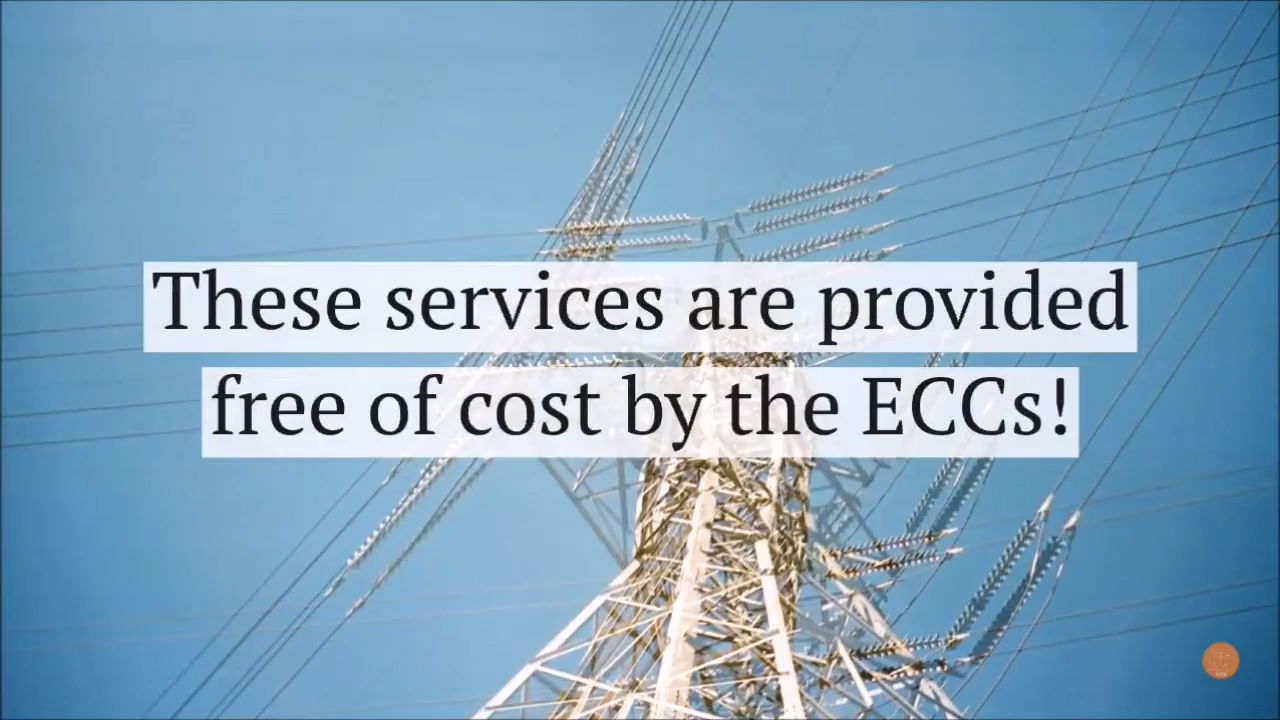 These services are provided
free of cost by the ECCs!